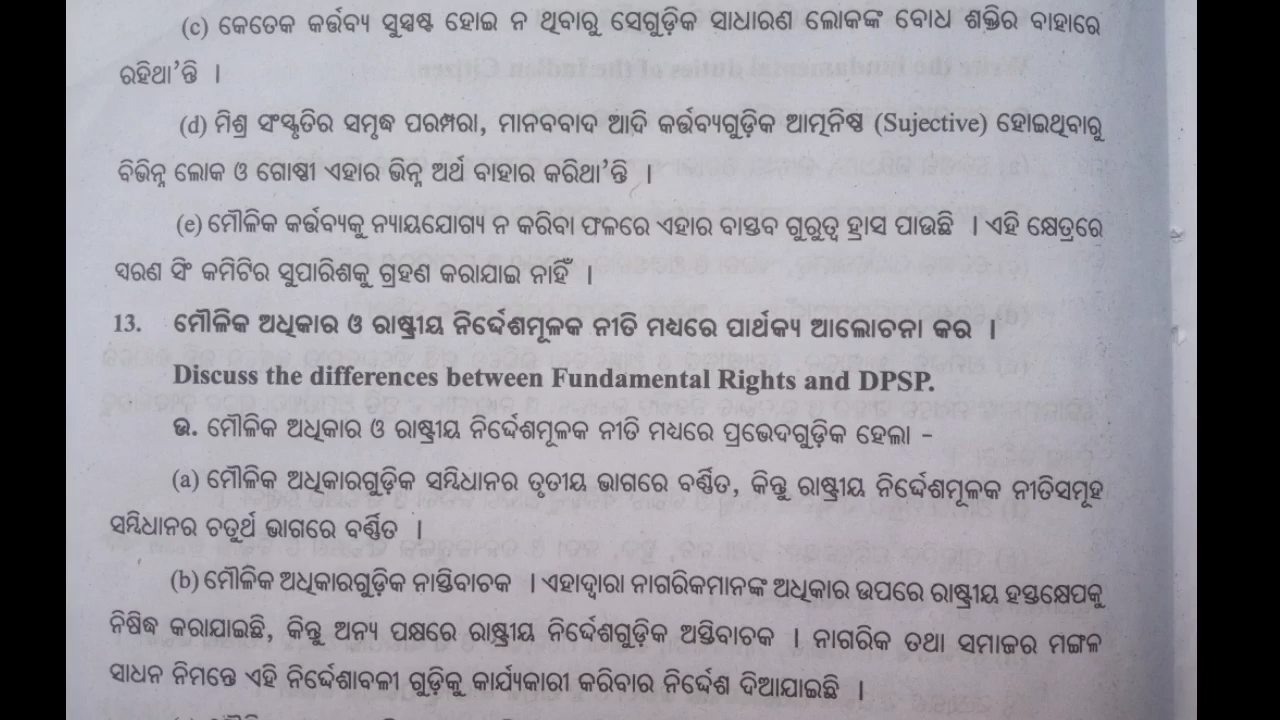 (c) କେତେକ କର୍ତ୍ତବ୍ୟ ସୁସ୍ପଷ୍ଟ ହୋଇ ନ ଥିବାରୁ ସେଗୁଡ଼ିକ ସାଧାରଣ ଲୋକଙ୍କ ବୋଧ ଶକ୍ତିର ବାହାରେ
ରହିଥା’ନ୍ତି ।
(d) ମିଶ୍ର ସଂସ୍କୃତିର ସମୃଦ୍ଧ ପରମ୍ପରା, ମାନବବାଦ ଆଦି କର୍ତ୍ତବ୍ୟଗୁଡ଼ିକ ଆତ୍ମନିଷ୍ଠ (Sujective) ହୋଇଥିବାରୁ
ବିଭିନ୍ନ ଲୋକ ଓ ଗୋଷ୍ଠୀ ଏହାର ଭିନ୍ନ ଅର୍ଥ ବାହାର କରିଥା’ନ୍ତି ।
(e) ମୌଳିକ କର୍ତ୍ତବ୍ୟକୁ ନ୍ୟାୟଯୋଗ୍ୟ ନ କରିବା ଫଳରେ ଏହାର ବାସ୍ତବ ଗୁରୁତ୍ୱ ହ୍ରାସ ପାଉଛି । ଏହି କ୍ଷେତ୍ରରେ
ସ୍ୱରଣ ସିଂ କମିଟିର ସୁପାରିଶକୁ ଗ୍ରହଣ କରାଯାଇ ନାହିଁ ।
13. ମୌଳିକ ଅଧିକାର ଓ ରାଷ୍ଟ୍ରୀୟ ନିର୍ଦ୍ଦେଶମୂଳକ ନୀତି ମଧ୍ୟରେ ପାର୍ଥକ୍ୟ ଆଲୋଚନା କର ।
Discuss the differences between Fundamental Rights and DPSP.
ଉ. ମୌଳିକ ଅଧିକାର ଓ ରାଷ୍ଟ୍ରୀୟ ନିର୍ଦ୍ଦେଶମୂଳକ ନୀତି ମଧ୍ୟରେ ପ୍ରଭେଦଗୁଡ଼ିକ ହେଲା –
(a) ମୌଳିକ ଅଧିକାରଗୁଡ଼ିକ ସମ୍ବିଧାନର ତୃତୀୟ ଭାଗରେ ବର୍ଣ୍ଣିତ, କିନ୍ତୁ ରାଷ୍ଟ୍ରୀୟ ନିର୍ଦ୍ଦେଶମୂଳକ ନୀତିସମୂହ
ସମ୍ବିଧାନର ଚତୁର୍ଥ ଭାଗରେ ବର୍ଣ୍ଣିତ ।
(b) ମୌଳିକ ଅଧିକାରଗୁଡ଼ିକ ନାସ୍ତିବାଚକ । ଏହାଦ୍ୱାରା ନାଗରିକମାନଙ୍କ ଅଧିକାର ଉପରେ ରାଷ୍ଟ୍ରୀୟ ହସ୍ତକ୍ଷେପକୁ
ନିଷିଦ୍ଧ କରାଯାଇଛି, କିନ୍ତୁ ଅନ୍ୟ ପକ୍ଷରେ ରାଷ୍ଟ୍ରୀୟ ନିର୍ଦ୍ଦେଶଗୁଡ଼ିକ ଅସ୍ତିବାଚକ । ନାଗରିକ ତଥା ସମାଜର ମଙ୍ଗଳ
ସାଧନ ନିମନ୍ତେ ଏହି ନିର୍ଦ୍ଦେଶାବଳୀ ଗୁଡ଼ିକୁ କାର୍ଯ୍ୟକାରୀ କରିବାର ନିର୍ଦ୍ଦେଶ ଦିଆଯାଇଛି ।